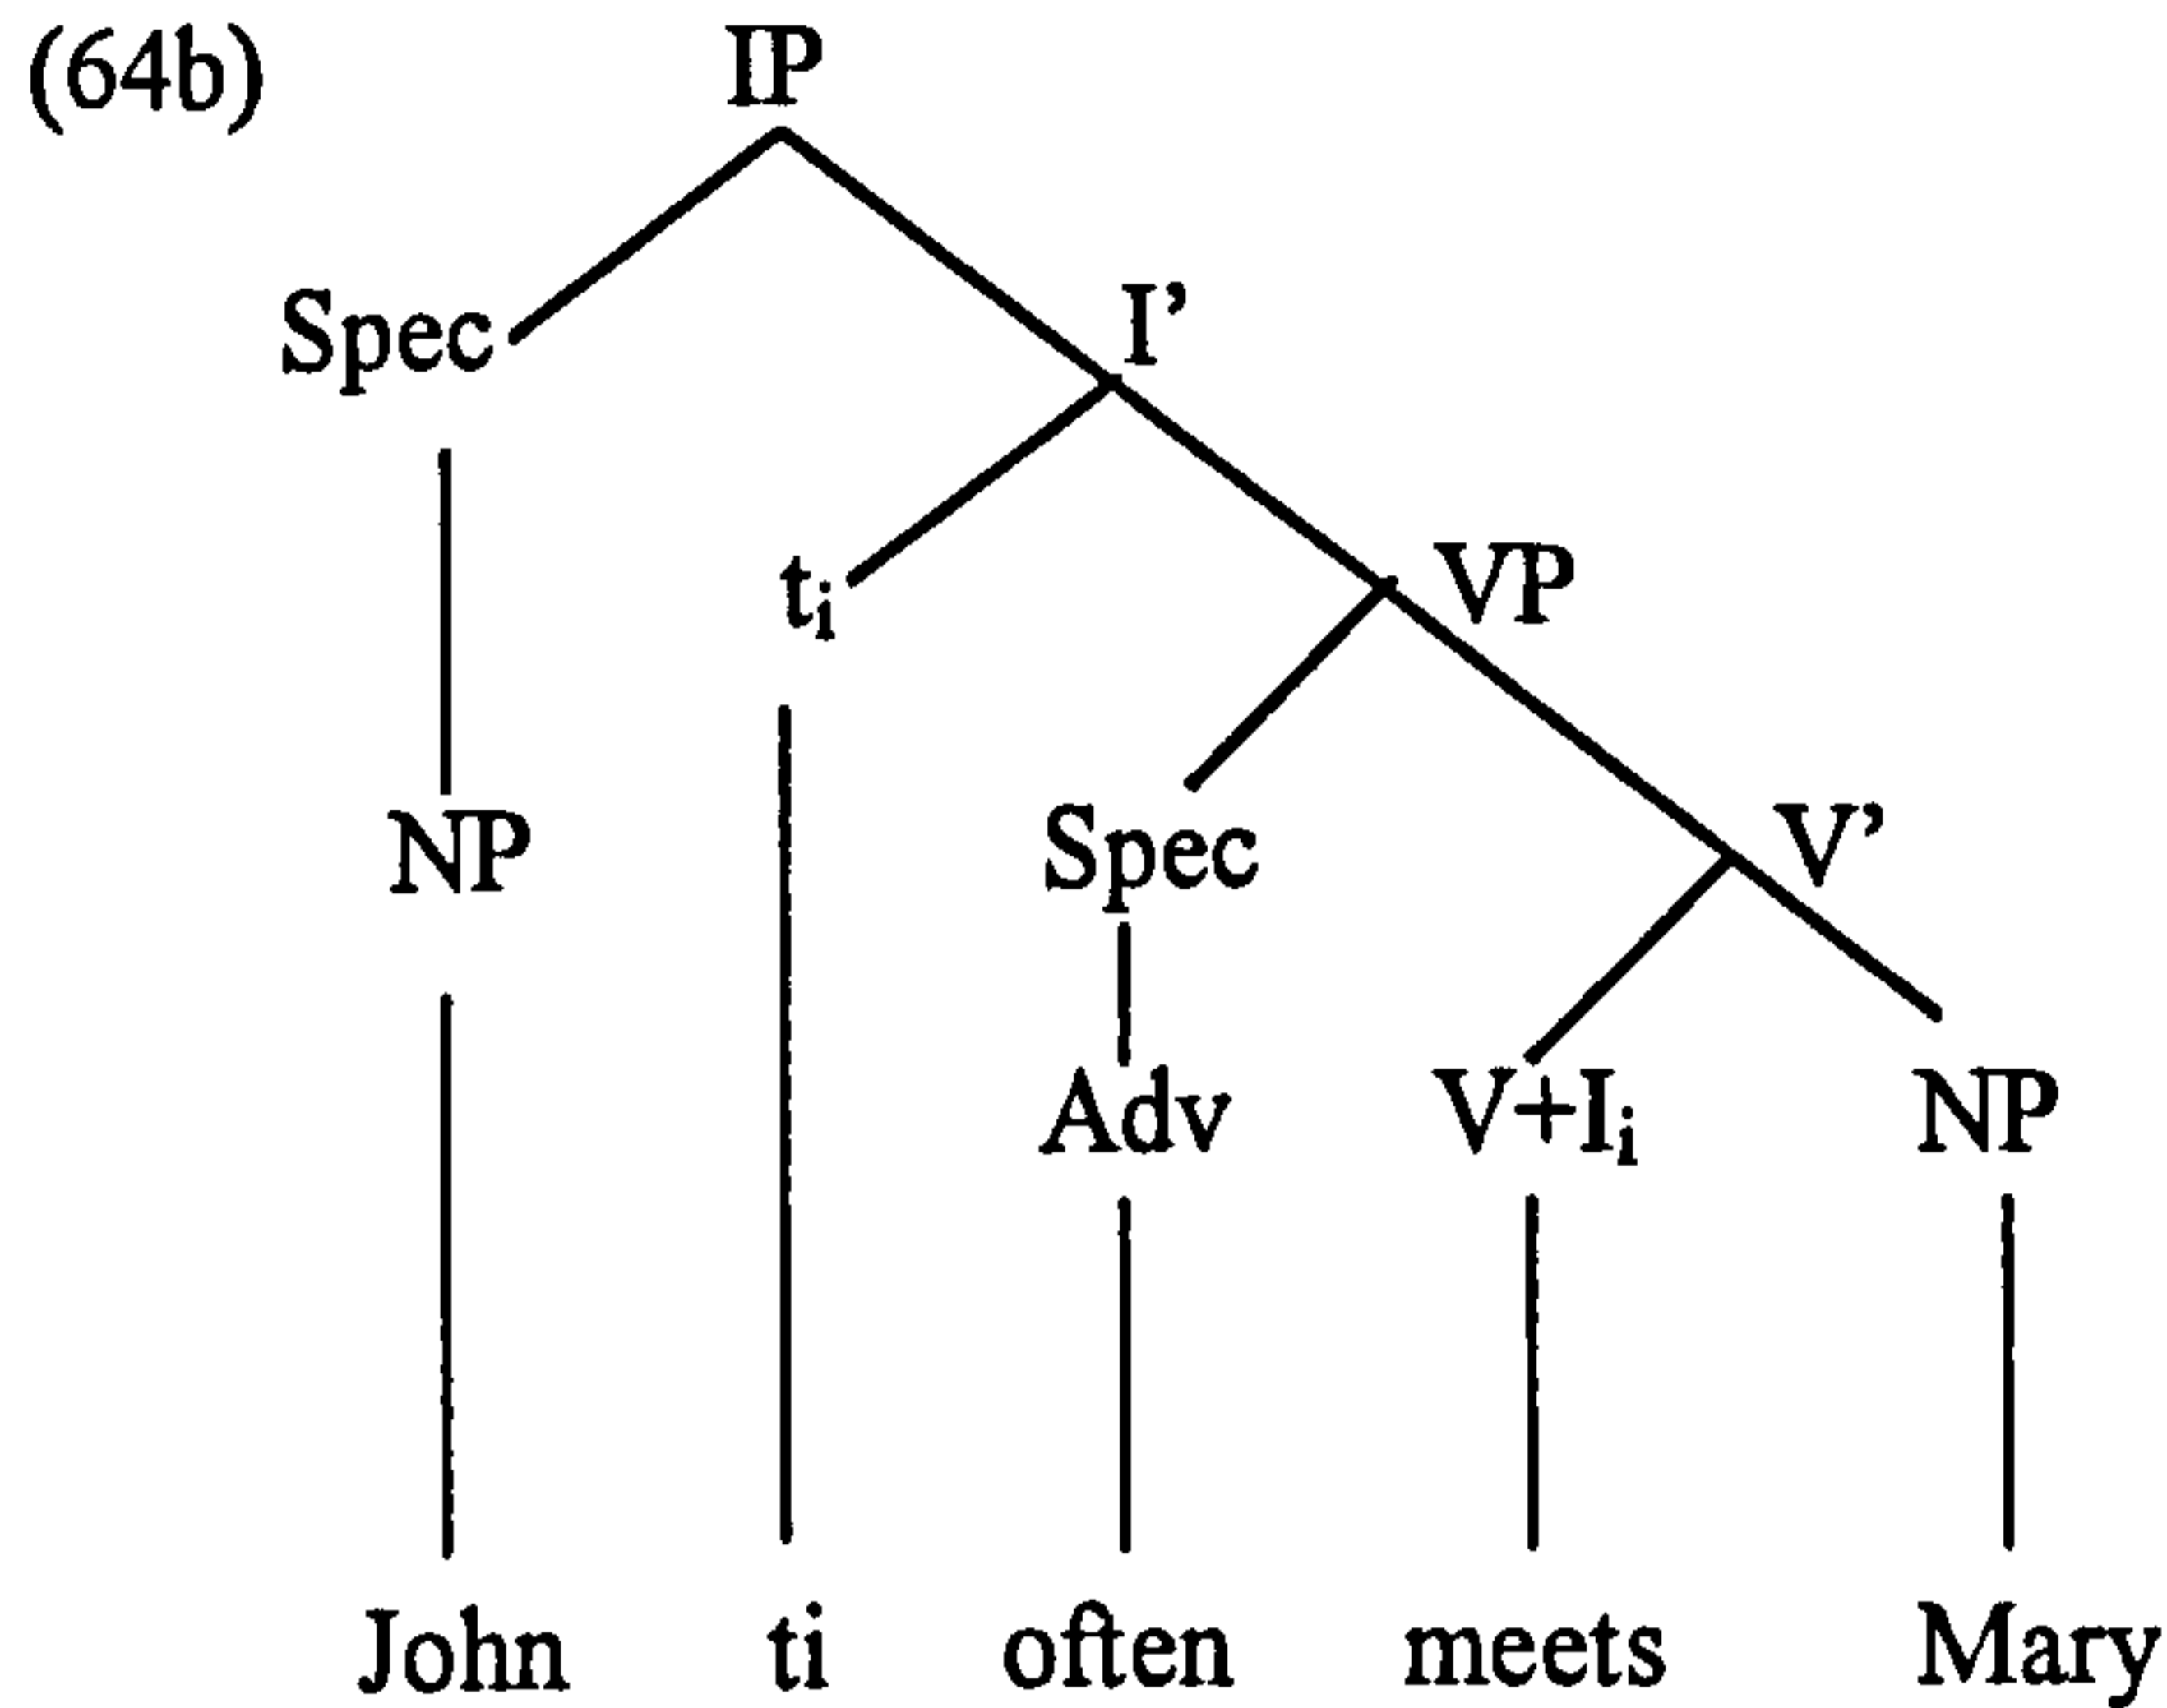 (64b) IP
Spec I’
tᵢ VP
NP Spec V’
Adv V+Iᵢ NP
John ti often meets Mary